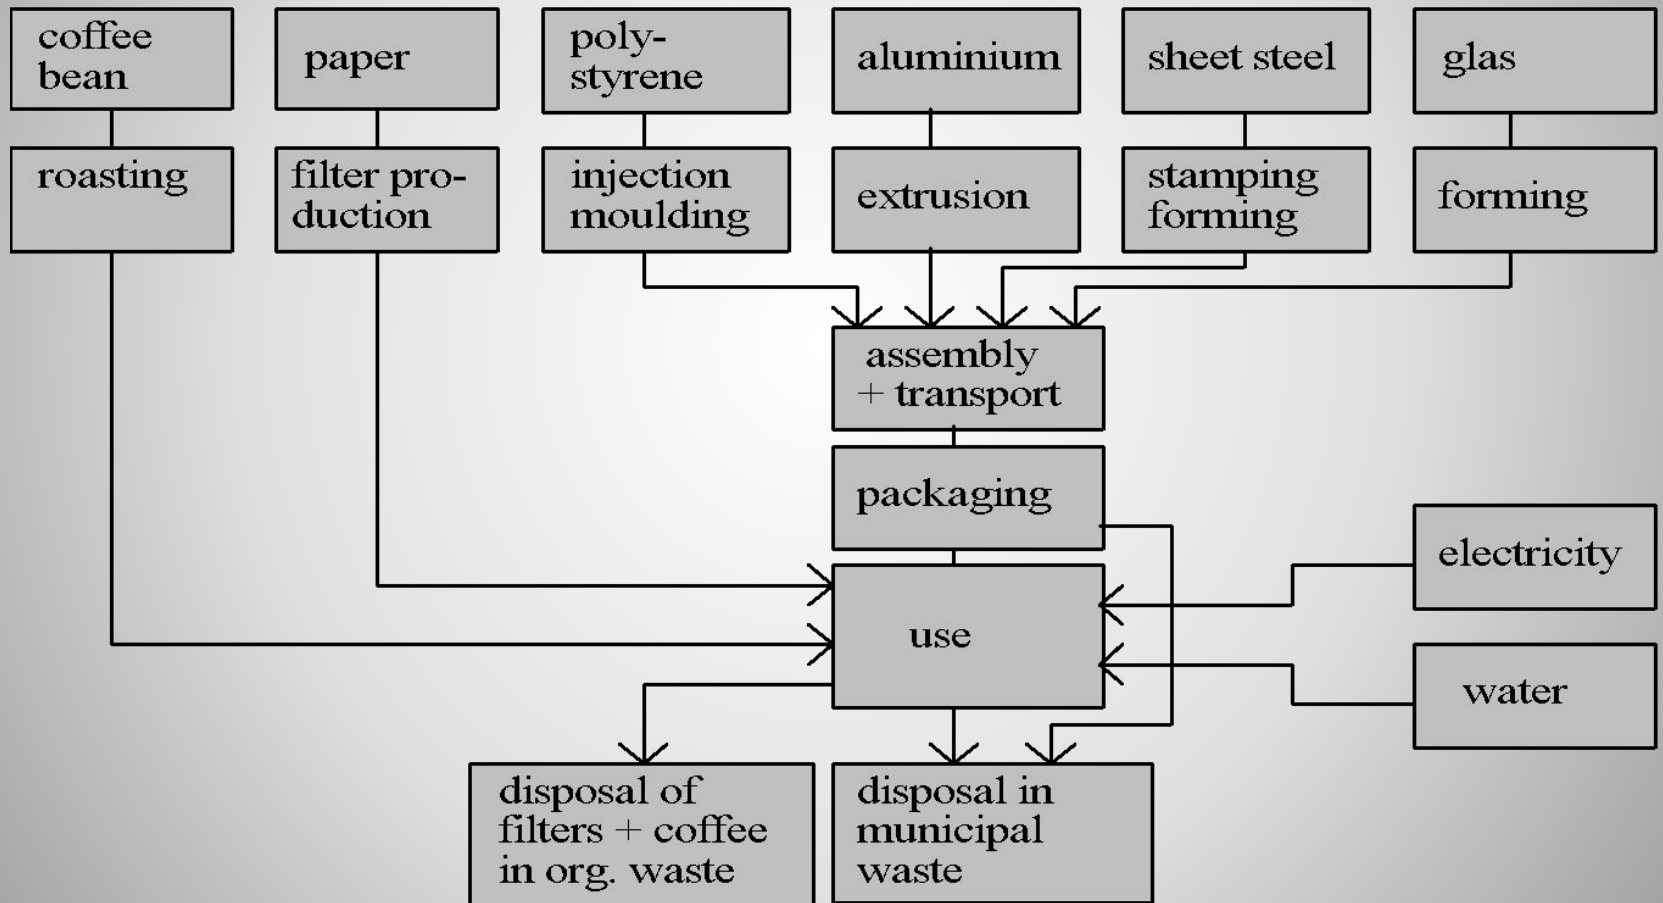 coffee
bean
paper
poly-
styrene
aluminium
sheet steel
glas
roasting
filter pro-
duction
injection
moulding
extrusion
stamping
forming
forming
assembly
+ transport
packaging
electricity
use
water
disposal of
filters + coffee
in org. waste
disposal in
municipal
waste